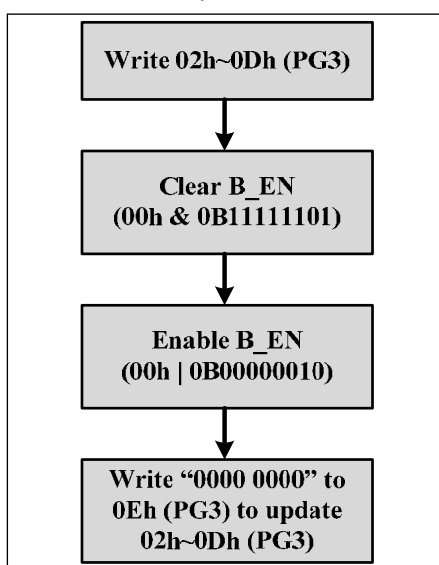 Write 02h~0Dh (PG3)
Clear B_EN
(00h & 0B11111101)
Enable B_EN
(00h | 0B00000010)
Write “0000 0000” to
0Eh (PG3) to update
02h~0Dh (PG3)